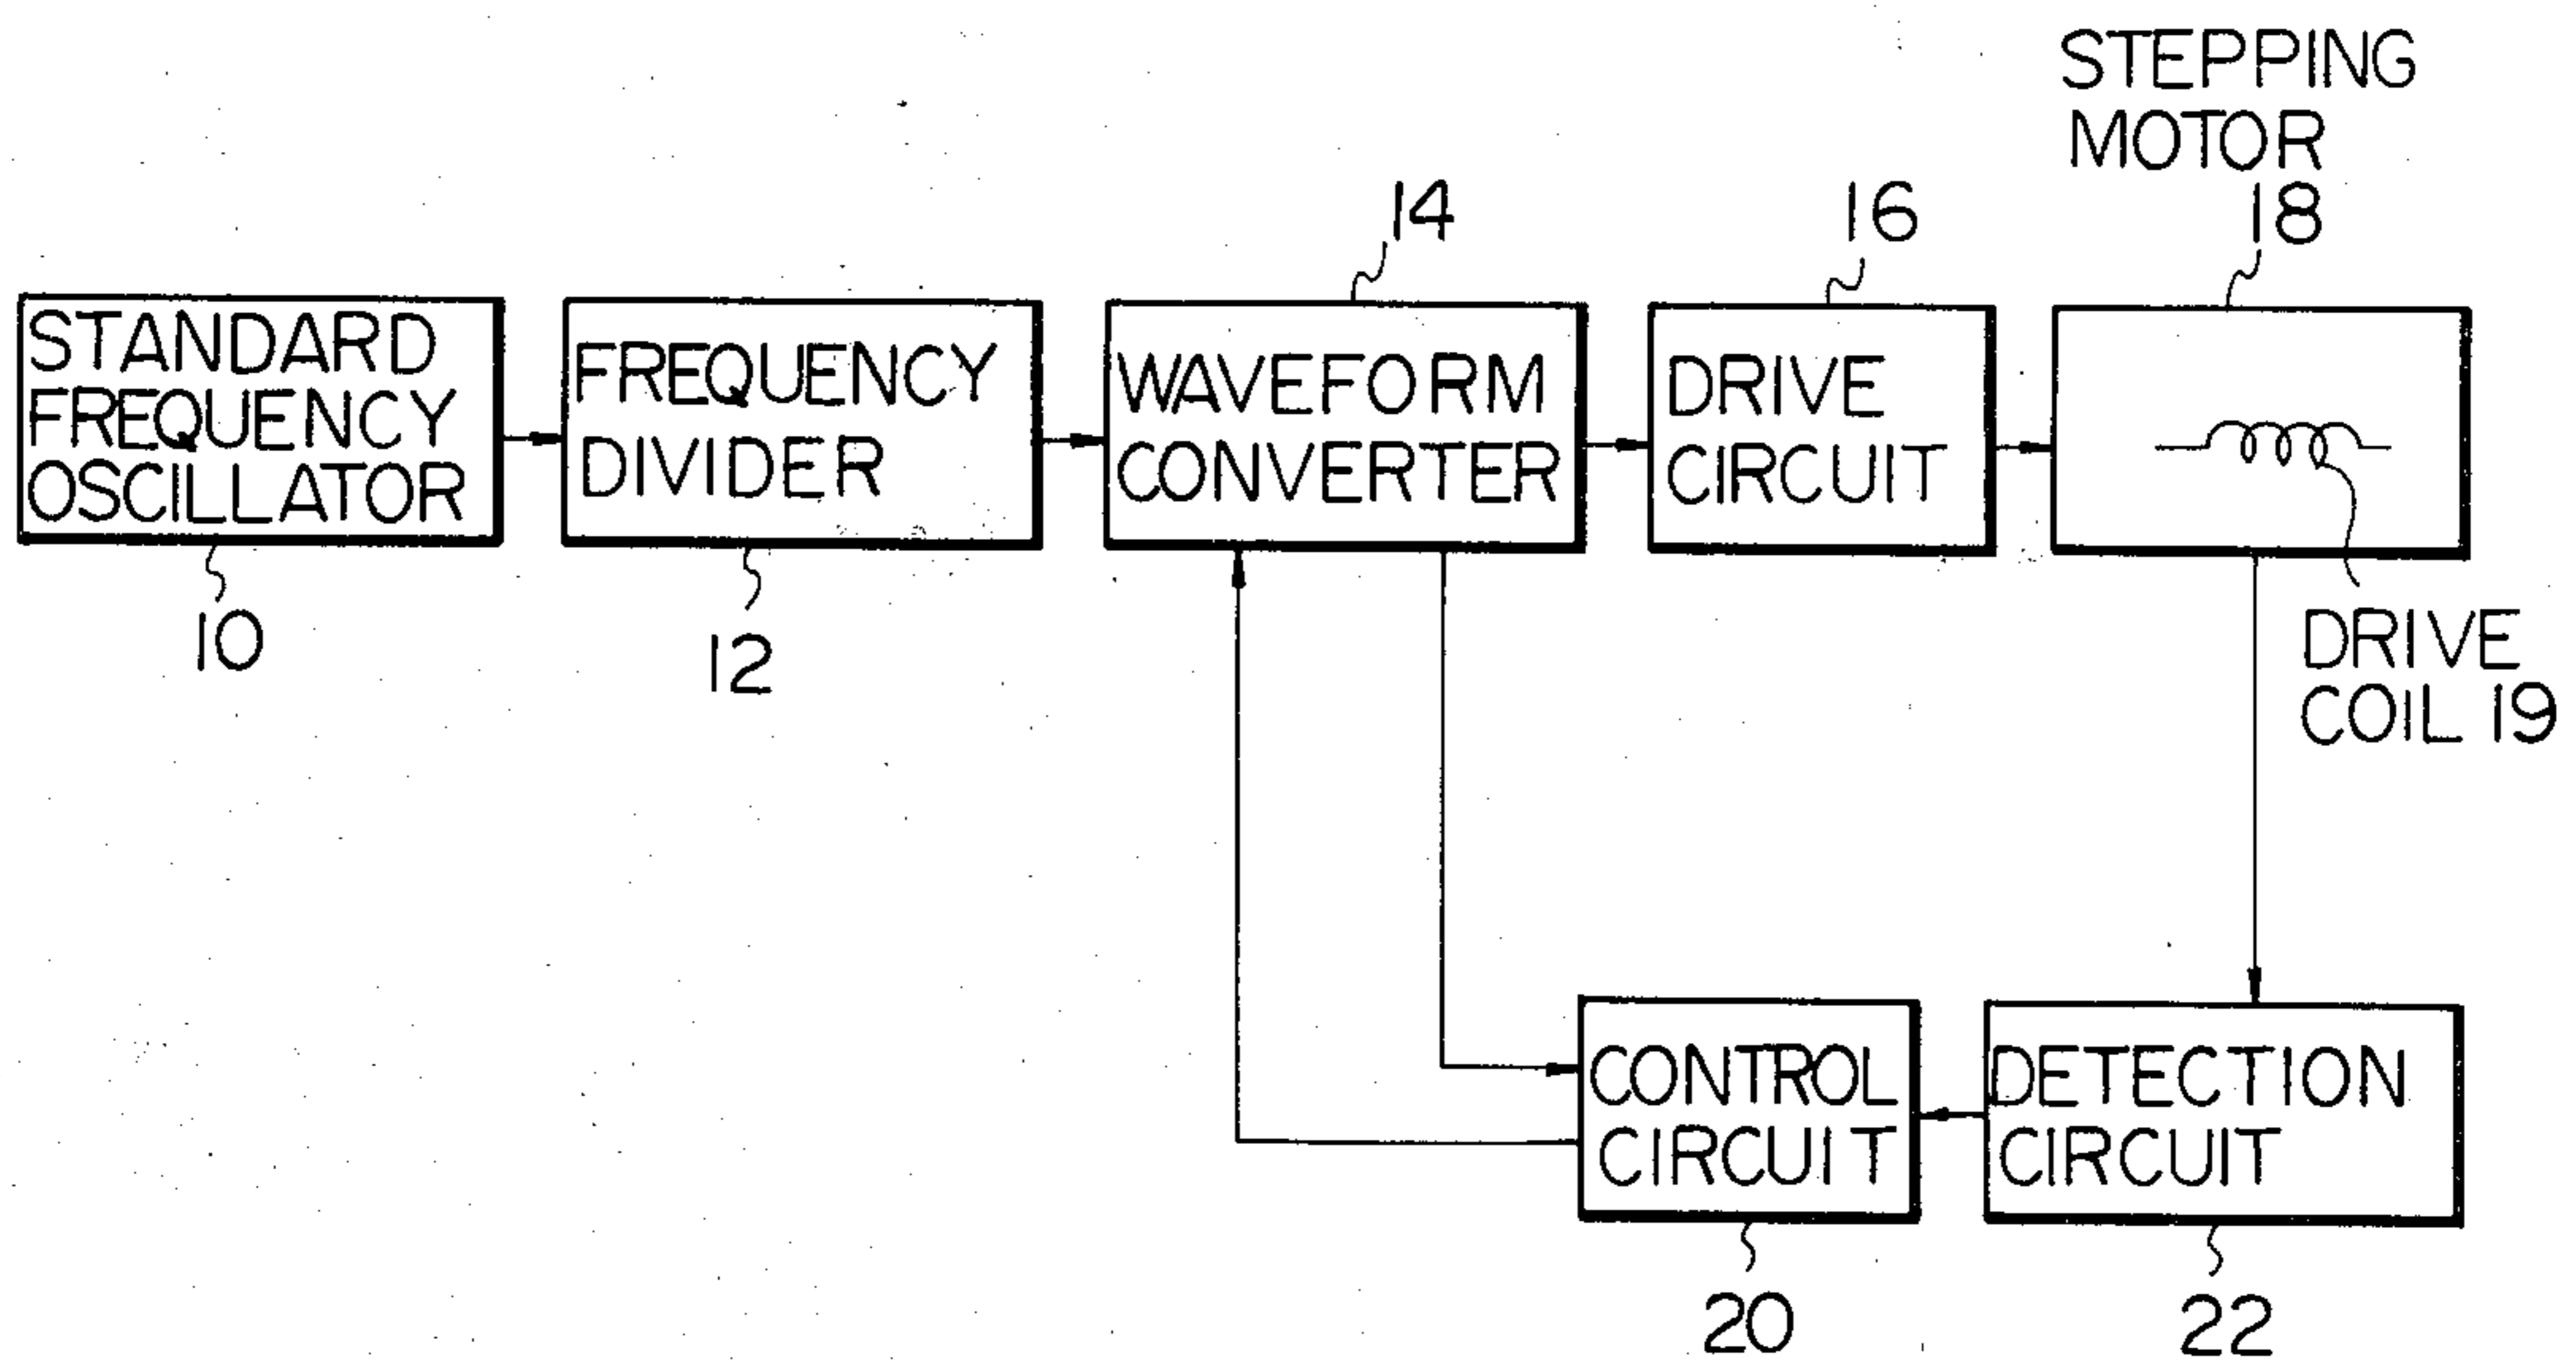 STEPPING
MOTOR
14
16
18
STANDARD
FREQUENCY
OSCILLATOR
FREQUENCY
DIVIDER
WAVEFORM
CONVERTER
DRIVE
CIRCUIT
10
12
DRIVE
COIL 19
CONTROL
CIRCUIT
DETECTION
CIRCUIT
20
22